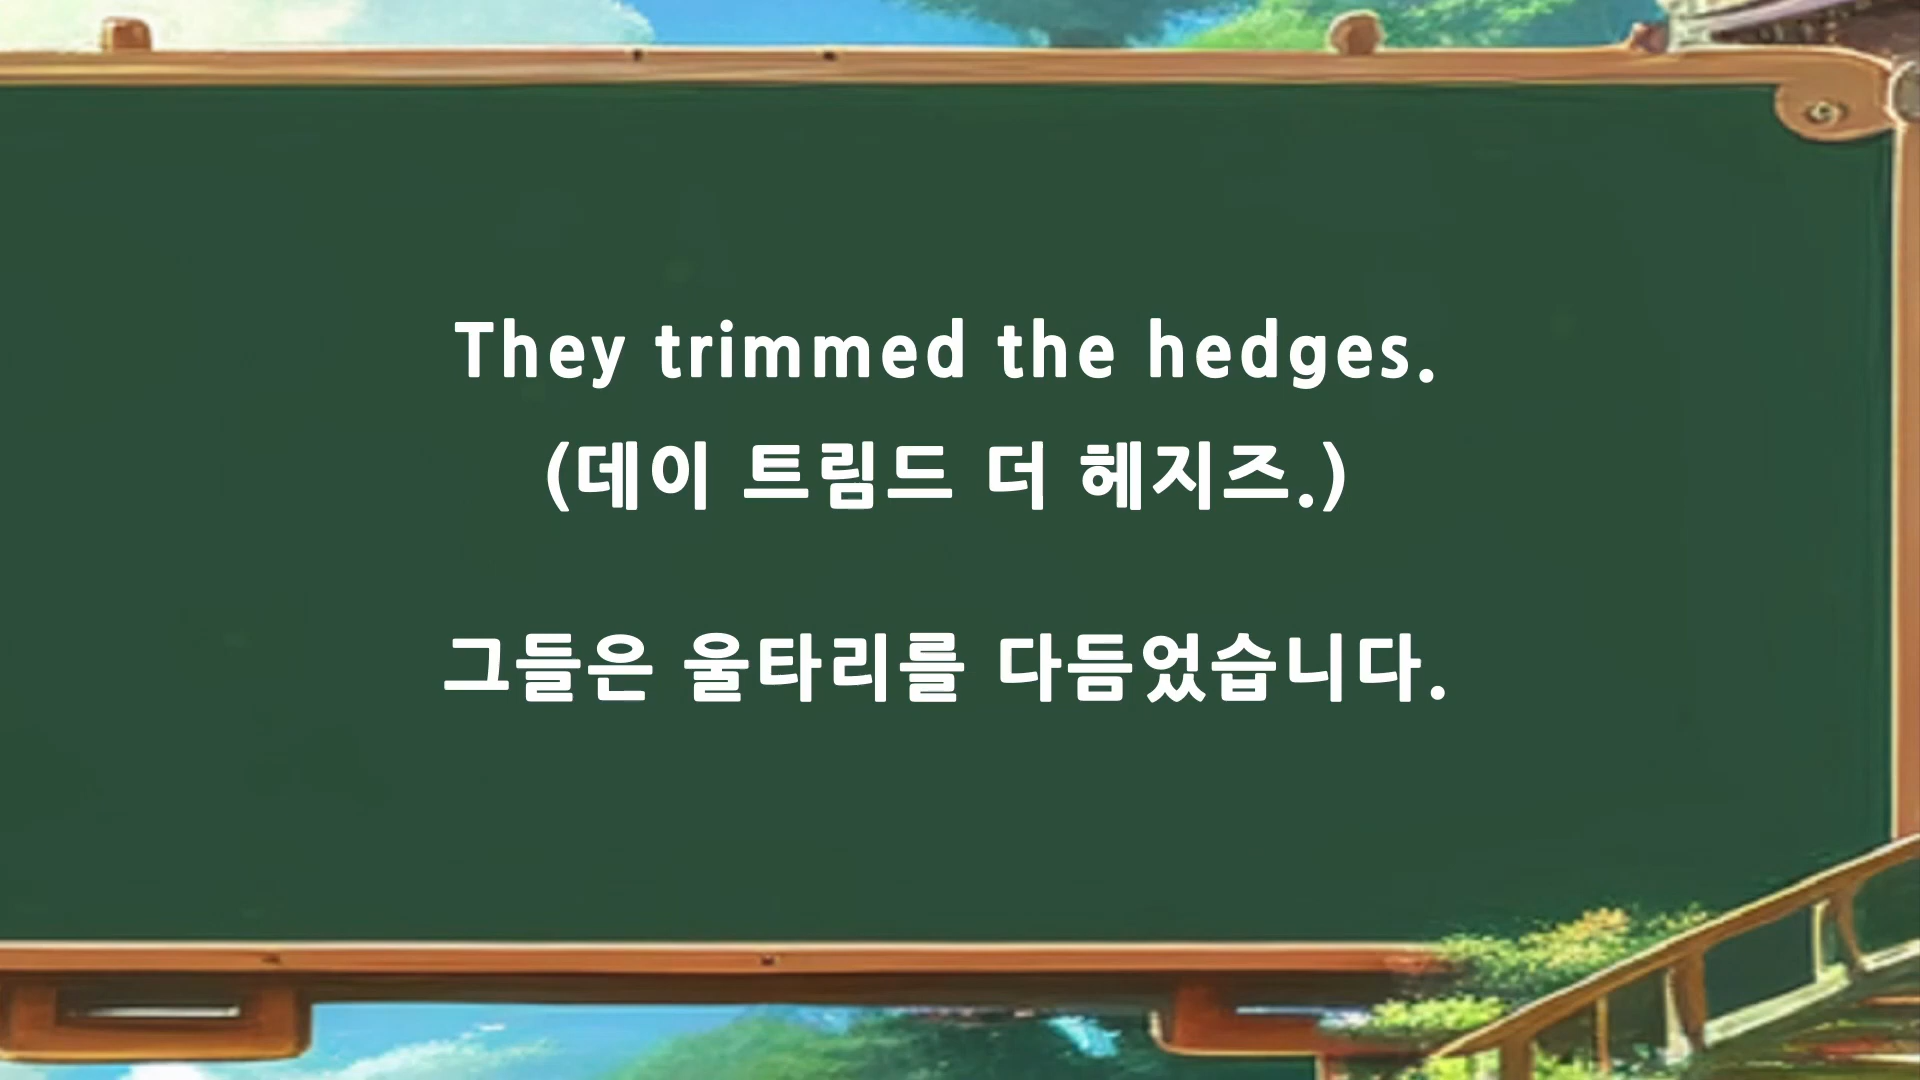 They trimmed the hedges.
(데이 트림드 더 헤지즈.)
그들은 울타리를 다듬었습니다.